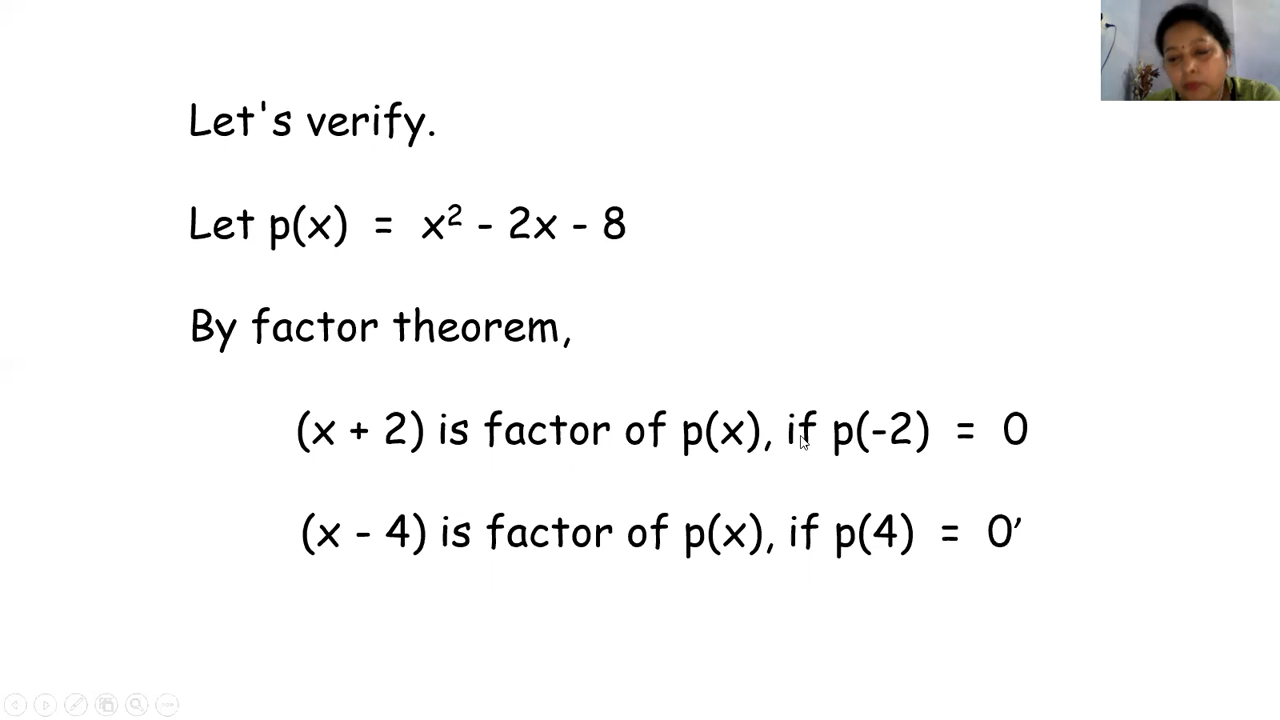 Let's verify.
Let p(x) = x² - 2x - 8
By factor theorem,
(x + 2) is factor of p(x), if p(-2) = 0
(x - 4) is factor of p(x), if p(4) = 0’